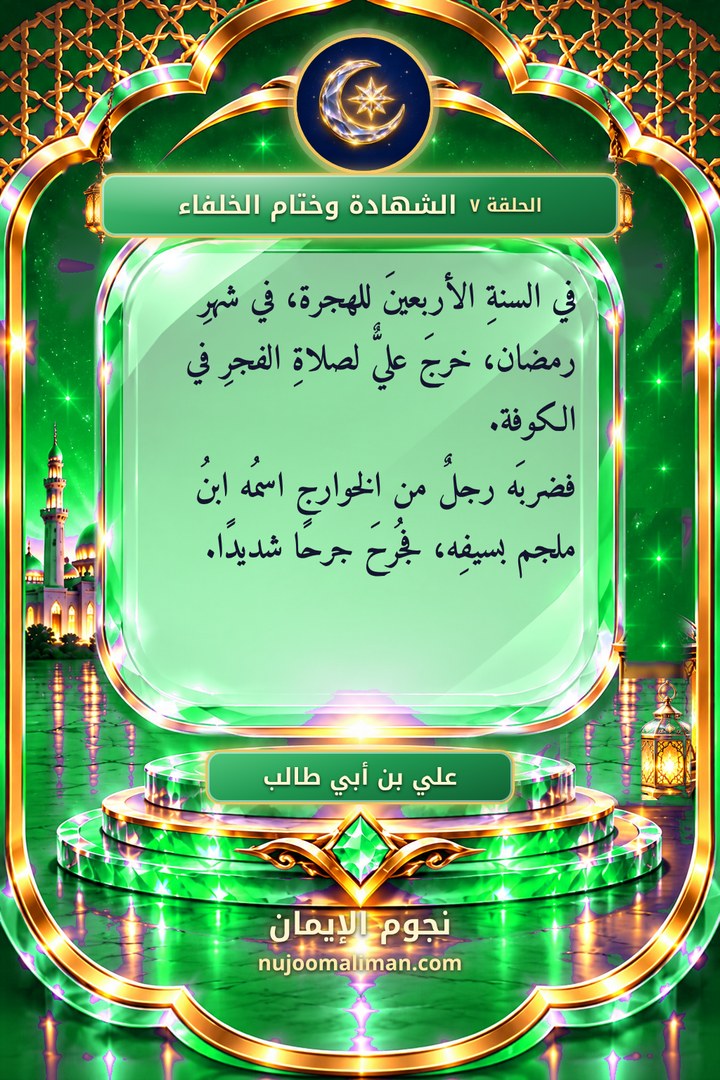 الحلقة ٧ الشهادة وختام الخلفاء
في السنةِ الأربعينَ للهجرة، في شهرِ
رمضان، خرجَ عليٌّ لصلاةِ الفجرِ في
الكوفة.
فضربَه رجلٌ من الخوارجِ اسمُه ابنُ
ملجم بسيفِه، فجُرحَ جرحًا شديدًا.
علي بن أبي طالب
نجوم الإيمان
nujoomaliman.com